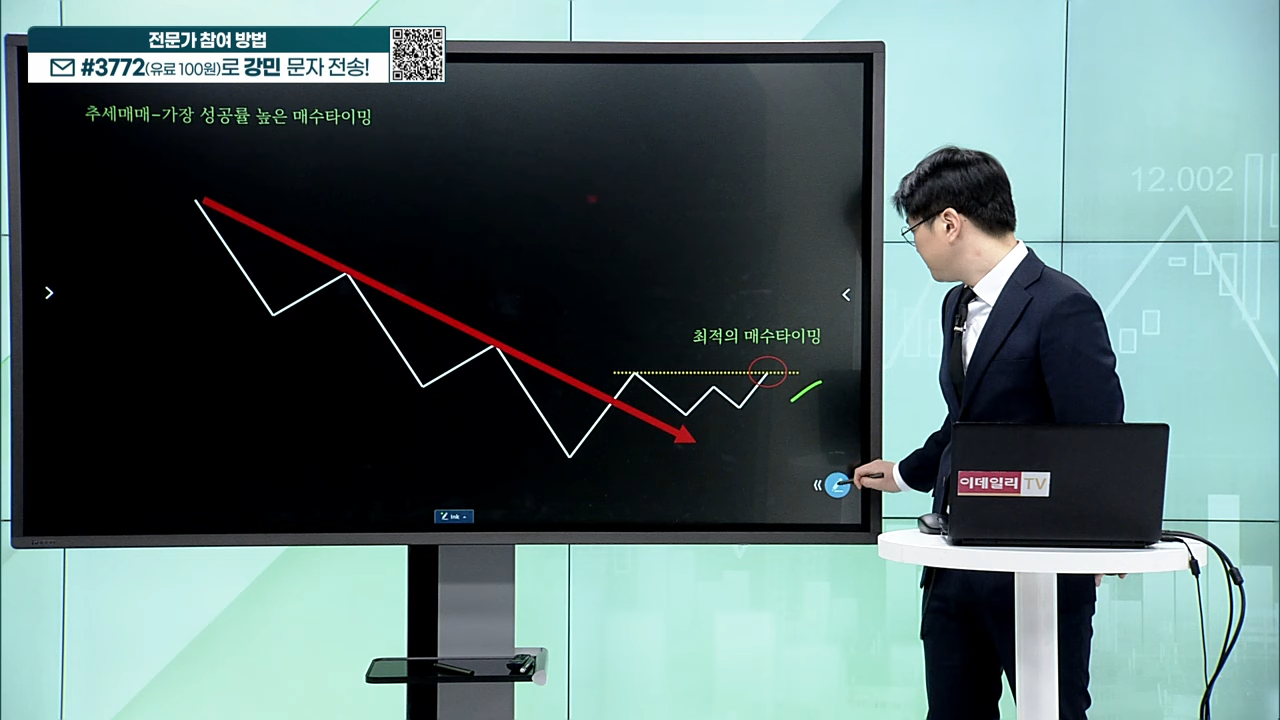 전문가 참여 방법
#3772(유료 100원)로 강민 문자 전송!
추세매매-가장 성공률 높은 매수타이밍
12.002
최적의 매수타이밍
이데일리TV
ink